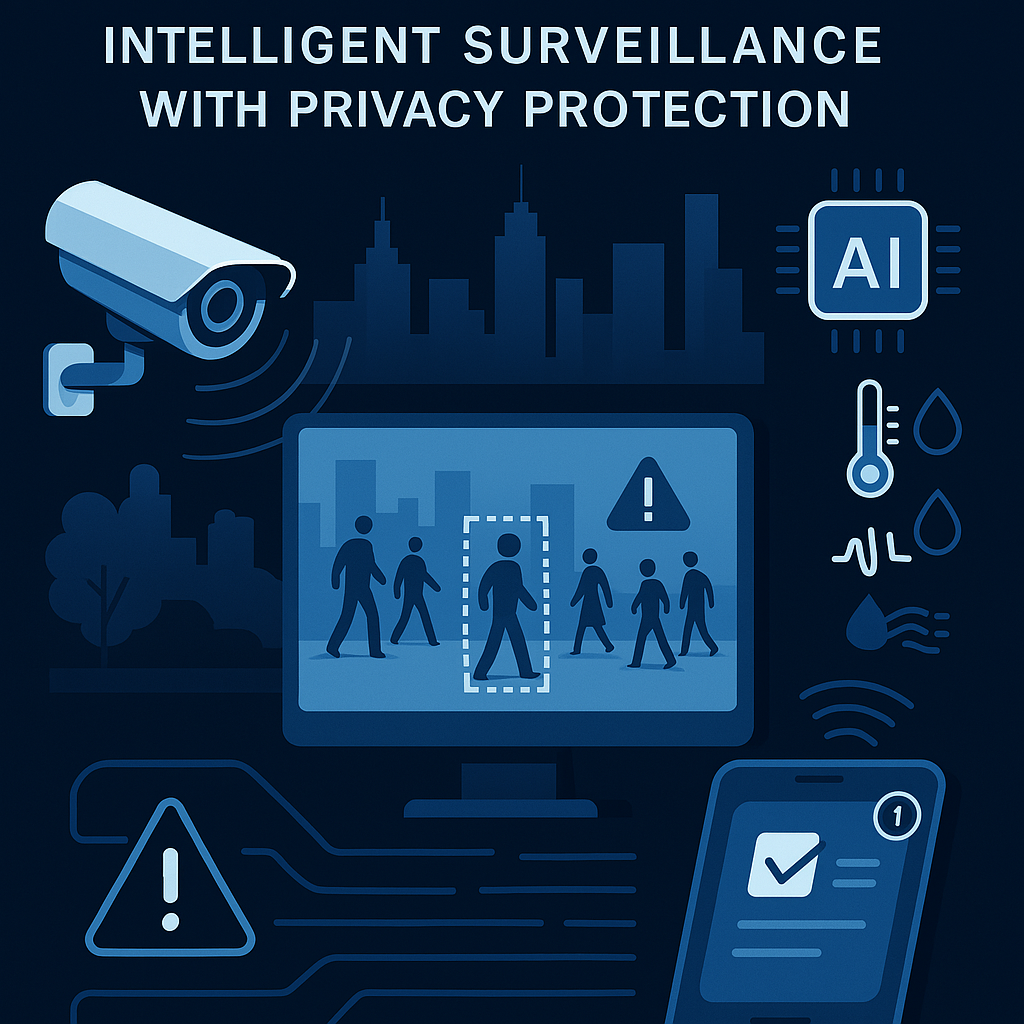 INTELLIGENT SURVEILLANCE
WITH PRIVACY PROTECTION
AI
!
1
!